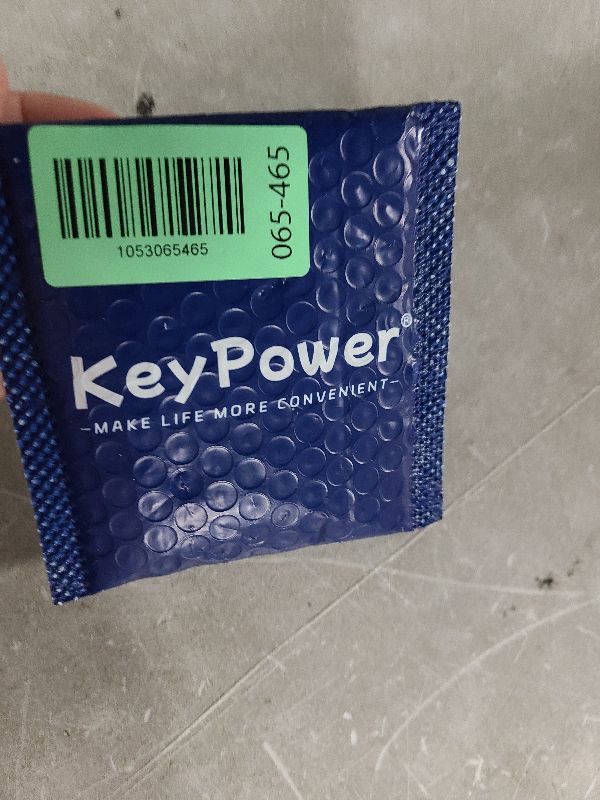 1053065465
065-465
KeyPower®
-MAKE LIFE MORE CONVENIENT-